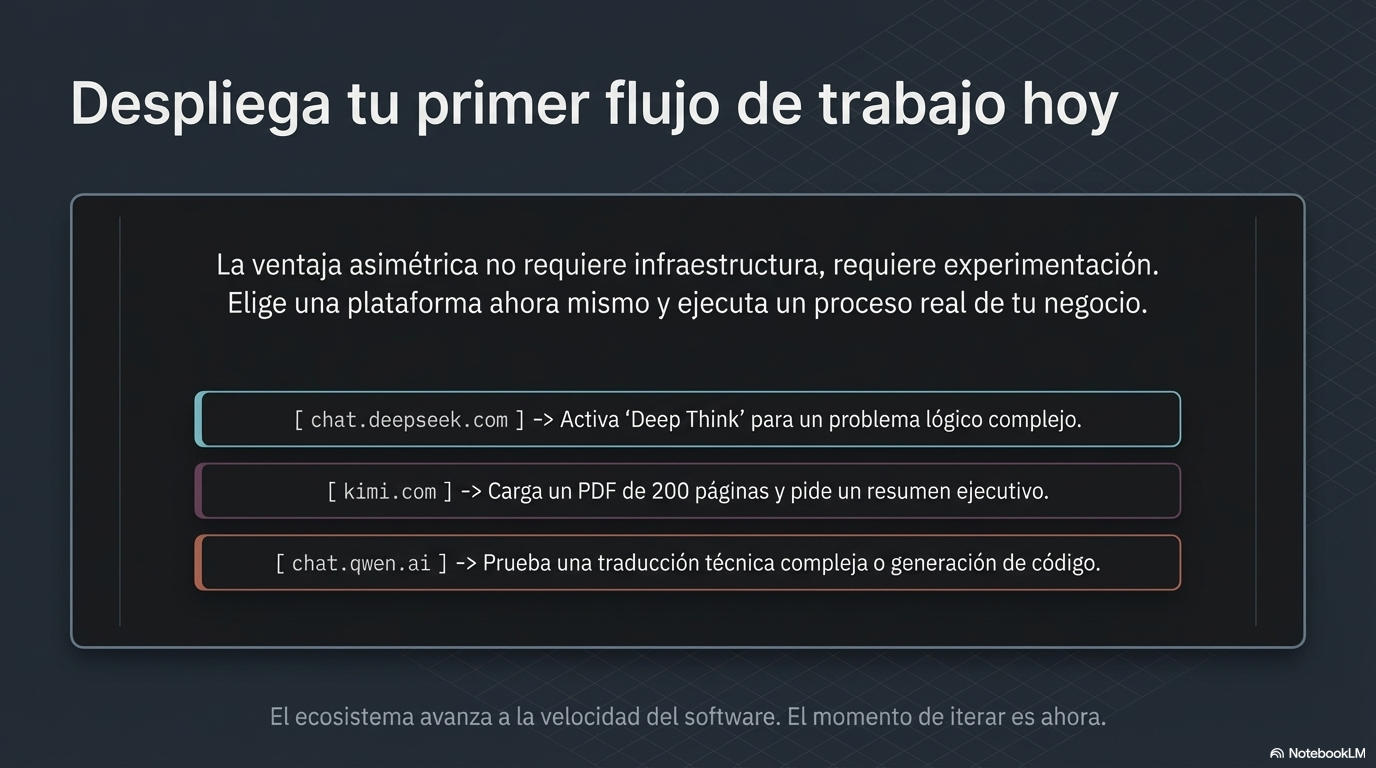 Despliega tu primer flujo de trabajo hoy
La ventaja asimétrica no requiere infraestructura, requiere experimentación.
Elige una plataforma ahora mismo y ejecuta un proceso real de tu negocio.
[ chat.deepseek.com ] -> Activa ‘Deep Think’ para un problema lógico complejo.
[ kimi.com ] -> Carga un PDF de 200 páginas y pide un resumen ejecutivo.
[ chat.qwen.ai ] -> Prueba una traducción técnica compleja o generación de código.
El ecosistema avanza a la velocidad del software. El momento de iterar es ahora.
NotebookLM